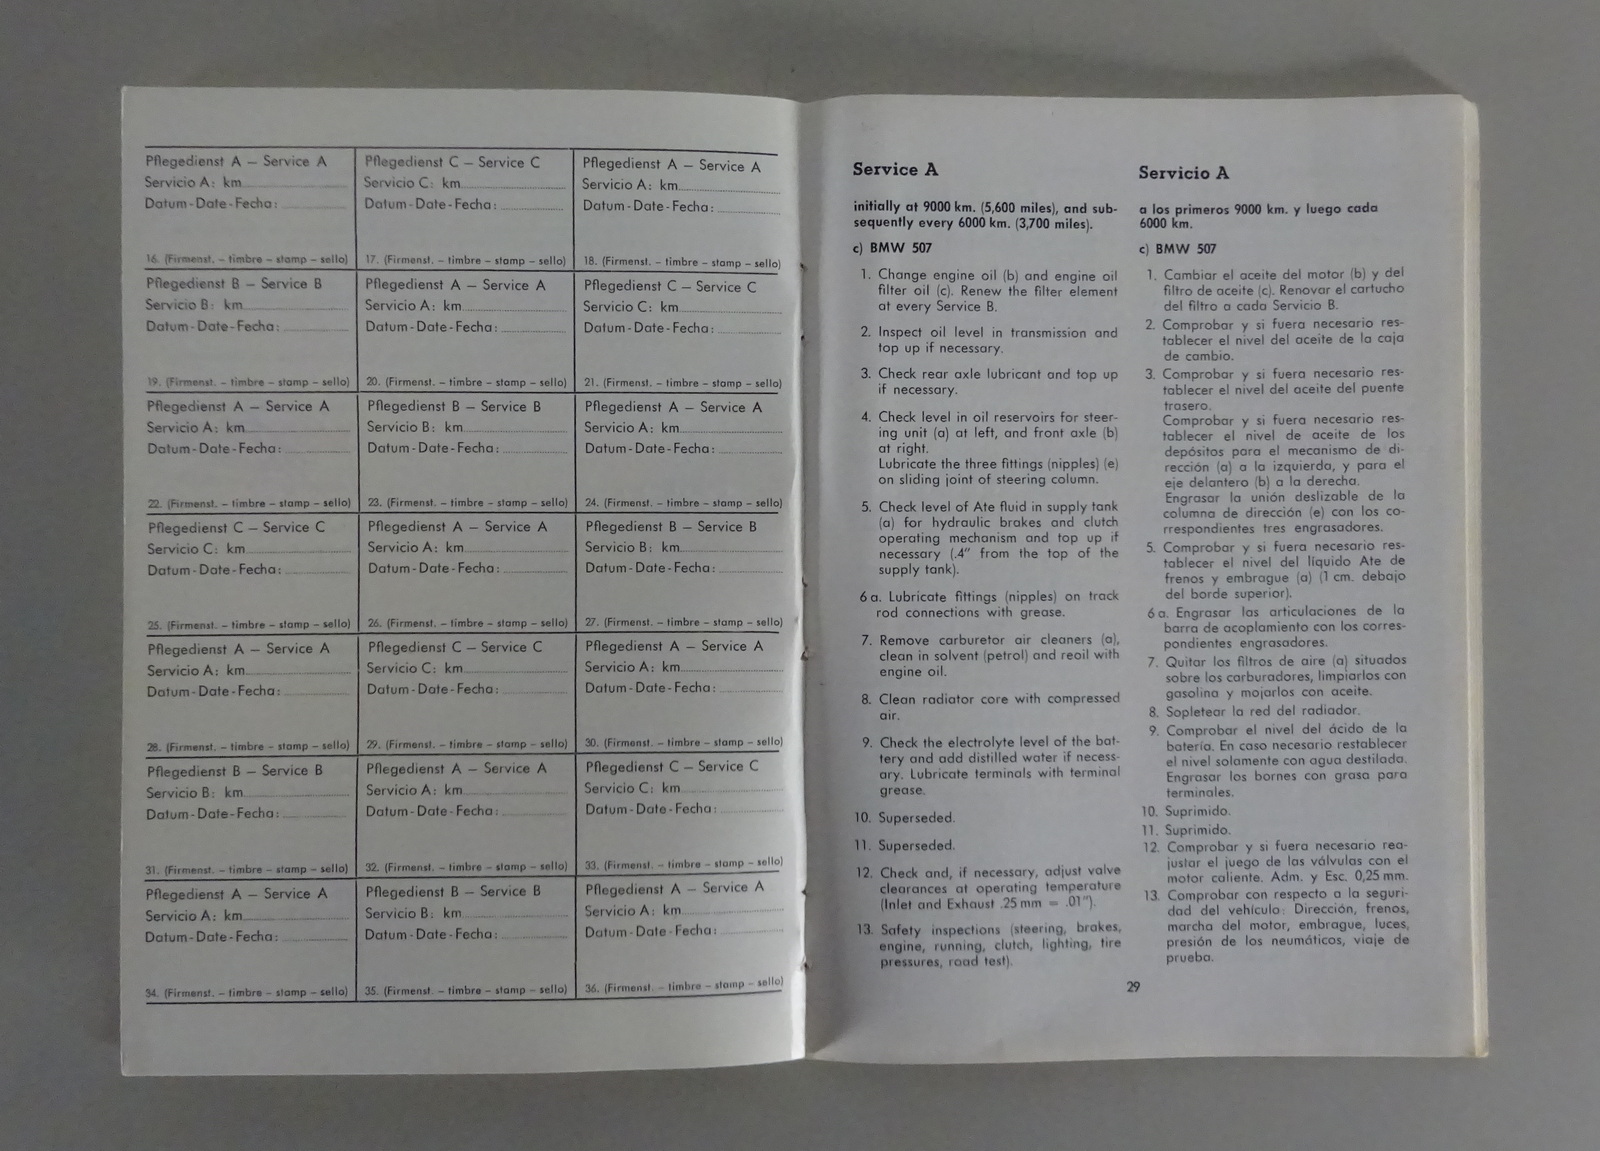 Pflegedienst A – Service A
Servicio A: km
Datum-Date-Fecha:
16. (Firmenst. – timbre – stamp – sello)
Pflegedienst C – Service C
Servicio C: km
Datum-Date-Fecha:
17. (Firmenst. – timbre – stamp – sello)
Pflegedienst A – Service A
Servicio A: km
Datum-Date-Fecha:
18. (Firmenst. – timbre – stamp – sello)
Pflegedienst B – Service B
Servicio B: km
Datum-Date-Fecha:
19. (Firmenst. – timbre – stamp – sello)
Pflegedienst A – Service A
Servicio A: km
Datum-Date-Fecha:
20. (Firmenst. – timbre – stamp – sello)
Pflegedienst C – Service C
Servicio C: km
Datum-Date-Fecha:
21. (Firmenst. – timbre – stamp – sello)
Pflegedienst A – Service A
Servicio A: km
Datum-Date-Fecha:
22. (Firmenst. – timbre – stamp – sello)
Pflegedienst B – Service B
Servicio B: km
Datum-Date-Fecha:
23. (Firmenst. – timbre – stamp – sello)
Pflegedienst A – Service A
Servicio A: km
Datum-Date-Fecha:
24. (Firmenst. – timbre – stamp – sello)
Pflegedienst C – Service C
Servicio C: km
Datum-Date-Fecha:
25. (Firmenst. – timbre – stamp – sello)
Pflegedienst A – Service A
Servicio A: km
Datum-Date-Fecha:
26. (Firmenst. – timbre – stamp – sello)
Pflegedienst B – Service B
Servicio B: km
Datum-Date-Fecha:
27. (Firmenst. – timbre – stamp – sello)
Pflegedienst A – Service A
Servicio A: km
Datum-Date-Fecha:
28. (Firmenst. – timbre – stamp – sello)
Pflegedienst C – Service C
Servicio C: km
Datum-Date-Fecha:
29. (Firmenst. – timbre – stamp – sello)
Pflegedienst A – Service A
Servicio A: km
Datum-Date-Fecha:
30. (Firmenst. – timbre – stamp – sello)
Pflegedienst B – Service B
Servicio B: km
Datum-Date-Fecha:
31. (Firmenst. – timbre – stamp – sello)
Pflegedienst A – Service A
Servicio A: km
Datum-Date-Fecha:
32. (Firmenst. – timbre – stamp – sello)
Pflegedienst C – Service C
Servicio C: km
Datum-Date-Fecha:
33. (Firmenst. – timbre – stamp – sello)
Pflegedienst A – Service A
Servicio A: km
Datum-Date-Fecha:
34. (Firmenst. – timbre – stamp – sello)
Pflegedienst B – Service B
Servicio B: km
Datum-Date-Fecha:
35. (Firmenst. – timbre – stamp – sello)
Pflegedienst A – Service A
Servicio A: km
Datum-Date-Fecha:
36. (Firmenst. – timbre – stamp – sello)
Service A
initially at 9000 km. (5,600 miles), and sub-
sequently every 6000 km. (3,700 miles).
c) BMW 507
1. Change engine oil (b) and engine oil
filter oil (c). Renew the filter element
at every Service B.
2. Inspect oil level in transmission and
top up if necessary.
3. Check rear axle lubricant and top up
if necessary.
4. Check level in oil reservoirs for steer-
ing unit (a) at left, and front axle (b)
at right.
Lubricate the three fittings (nipples) (e)
on sliding joint of steering column.
5. Check level of Ate fluid in supply tank
(a) for hydraulic brakes and clutch
operating mechanism and top up if
necessary (.4″ from the top of the
supply tank).
6 a. Lubricate fittings (nipples) on track
rod connections with grease.
7. Remove carburetor air cleaners (a),
clean in solvent (petrol) and reoil with
engine oil.
8. Clean radiator core with compressed
air.
9. Check the electrolyte level of the bat-
tery and add distilled water if necess-
ary. Lubricate terminals with terminal
grease.
10. Superseded.
11. Superseded.
12. Check and, if necessary, adjust valve
clearances at operating temperature
(Inlet and Exhaust .25 mm = .01″).
13. Safety inspections (steering, brakes,
engine, running, clutch, lighting, tire
pressures, road test).
Servicio A
a los primeros 9000 km. y luego cada
6000 km.
c) BMW 507
1. Cambiar el aceite del motor (b) y del
filtro de aceite (c). Renovar el cartucho
del filtro a cada Servicio B.
2. Comprobar y si fuera necesario res-
tablecer el nivel del aceite de la caja
de cambio.
3. Comprobar y si fuera necesario res-
tablecer el nivel del aceite del puente
trasero.
Comprobar y si fuera necesario res-
tablecer el nivel de aceite de los
depósitos para el mecanismo de di-
rección (a) a la izquierda, y para el
eje delantero (b) a la derecha.
Engrasar la unión deslizable de la
columna de dirección (e) con los co-
rrespondientes tres engrasadores.
5. Comprobar y si fuera necesario res-
tablecer el nivel del líquido Ate de
frenos y embrague (a) (1 cm. debajo
del borde superior).
6 a. Engrasar las articulaciones de la
barra de acoplamiento con los corres-
pondientes engrasadores.
7. Quitar los filtros de aire (a) situados
sobre los carburadores, limpiarlos con
gasolina y mojarlos con aceite.
8. Sopletear la red del radiador.
9. Comprobar el nivel del ácido de la
batería. En caso necesario restablecer
el nivel solamente con agua destilada.
Engrasar los bornes con grasa para
terminales.
10. Suprimido.
11. Suprimido.
12. Comprobar y si fuera necesario rea-
justar el juego de las válvulas con el
motor caliente. Adm. y Esc. 0,25 mm.
13. Comprobar con respecto a la seguri-
dad del vehículo: Dirección, frenos,
marcha del motor, embrague, luces,
presión de los neumáticos, viaje de
prueba.
29